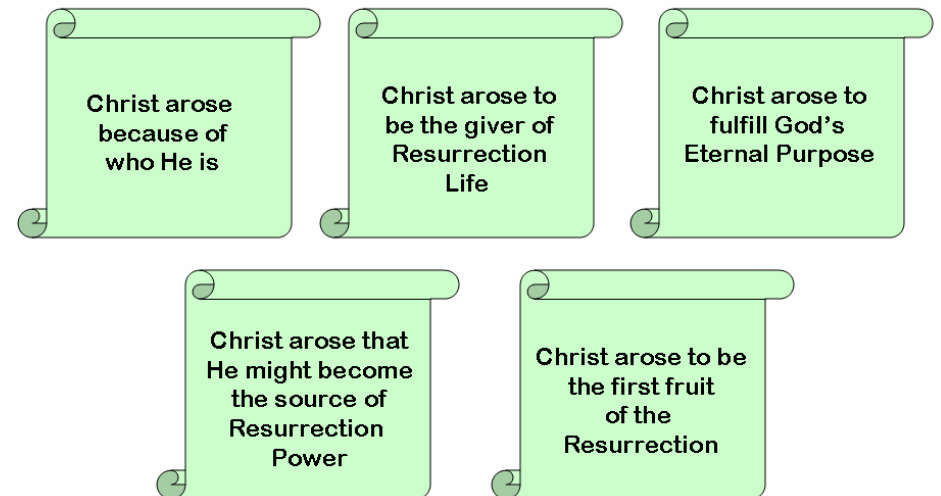 Christ arose
because of
who He is
Christ arose to
be the giver of
Resurrection
Life
Christ arose to
fulfill God's
Eternal Purpose
Christ arose that
He might become
the source of
Resurrection
Power
Christ arose to be
the first fruit
of the
Resurrection